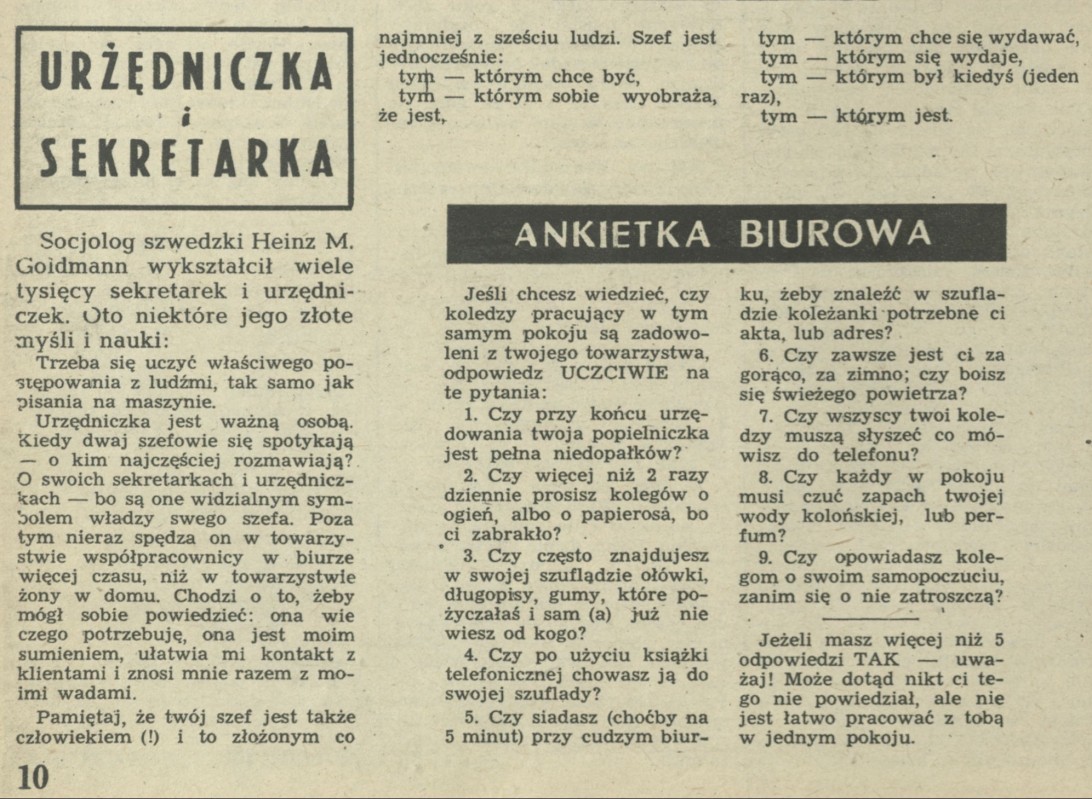 URZĘDNICZKA
i
SEKRETARKA
Socjolog szwedzki Heinz M.
Goldmann wykształcił wiele
tysięcy sekretarek i urzędni-
czek. Oto niektóre jego złote
myśli i nauki:
Trzeba się uczyć właściwego po-
stępowania z ludźmi, tak samo jak
pisania na maszynie.
Urzędniczka jest ważną osobą.
Kiedy dwaj szefowie się spotykają
— o kim najczęściej rozmawiają?
O swoich sekretarkach i urzędnicz-
kach — bo są one widzialnym sym-
bolem władzy swego szefa. Poza
tym nieraz spędza on w towarzy-
stwie współpracownicy w biurze
więcej czasu, niż w towarzystwie
żony w domu. Chodzi o to, żeby
mógł sobie powiedzieć: ona wie
czego potrzebuję, ona jest moim
sumieniem, ułatwia mi kontakt z
klientami i znosi mnie razem z mo-
imi wadami.
Pamiętaj, że twój szef jest także
człowiekiem (!) i to złożonym co
najmniej z sześciu ludzi. Szef jest
jednocześnie:
tym — którym chce być,
tym — którym sobie wyobraża,
że jest,
tym — którym chce się wydawać,
tym — którym się wydaje,
tym — którym był kiedyś (jeden
raz),
tym — którym jest.
ANKIETKA BIUROWA
Jeśli chcesz wiedzieć, czy
koledzy pracujący w tym
samym pokoju są zadowo-
leni z twojego towarzystwa,
odpowiedz UCZCIWIE na
te pytania:
1. Czy przy końcu urzę-
dowania twoja popielniczka
jest pełna niedopałków?
2. Czy więcej niż 2 razy
dziennie prosisz kolegów o
ogień, albo o papierosa, bo
ci zabrakło?
3. Czy często znajdujesz
w swojej szuflądzie ołówki,
długopisy, gumy, które po-
życzałaś i sam (a) już nie
wiesz od kogo?
4. Czy po użyciu książki
telefonicznej chowasz ją do
swojej szuflady?
5. Czy siadasz (choćby na
5 minut) przy cudzym biur-
ku, żeby znaleźć w szufla-
dzie koleżanki potrzebne ci
akta, lub adres?
6. Czy zawsze jest ci za
gorąco, za zimno; czy boisz
się świeżego powietrza?
7. Czy wszyscy twoi kole-
dzy muszą słyszeć co mó-
wisz do telefonu?
8. Czy każdy w pokoju
musi czuć zapach twojej
wody kolońskiej, lub per-
fum?
9. Czy opowiadasz kole-
gom o swoim samopoczuciu,
zanim się o nie zatroszczą?
Jeżeli masz więcej niż 5
odpowiedzi TAK — uwa-
żaj! Może dotąd nikt ci te-
go nie powiedział, ale nie
jest łatwo pracować z tobą
w jednym pokoju.
10